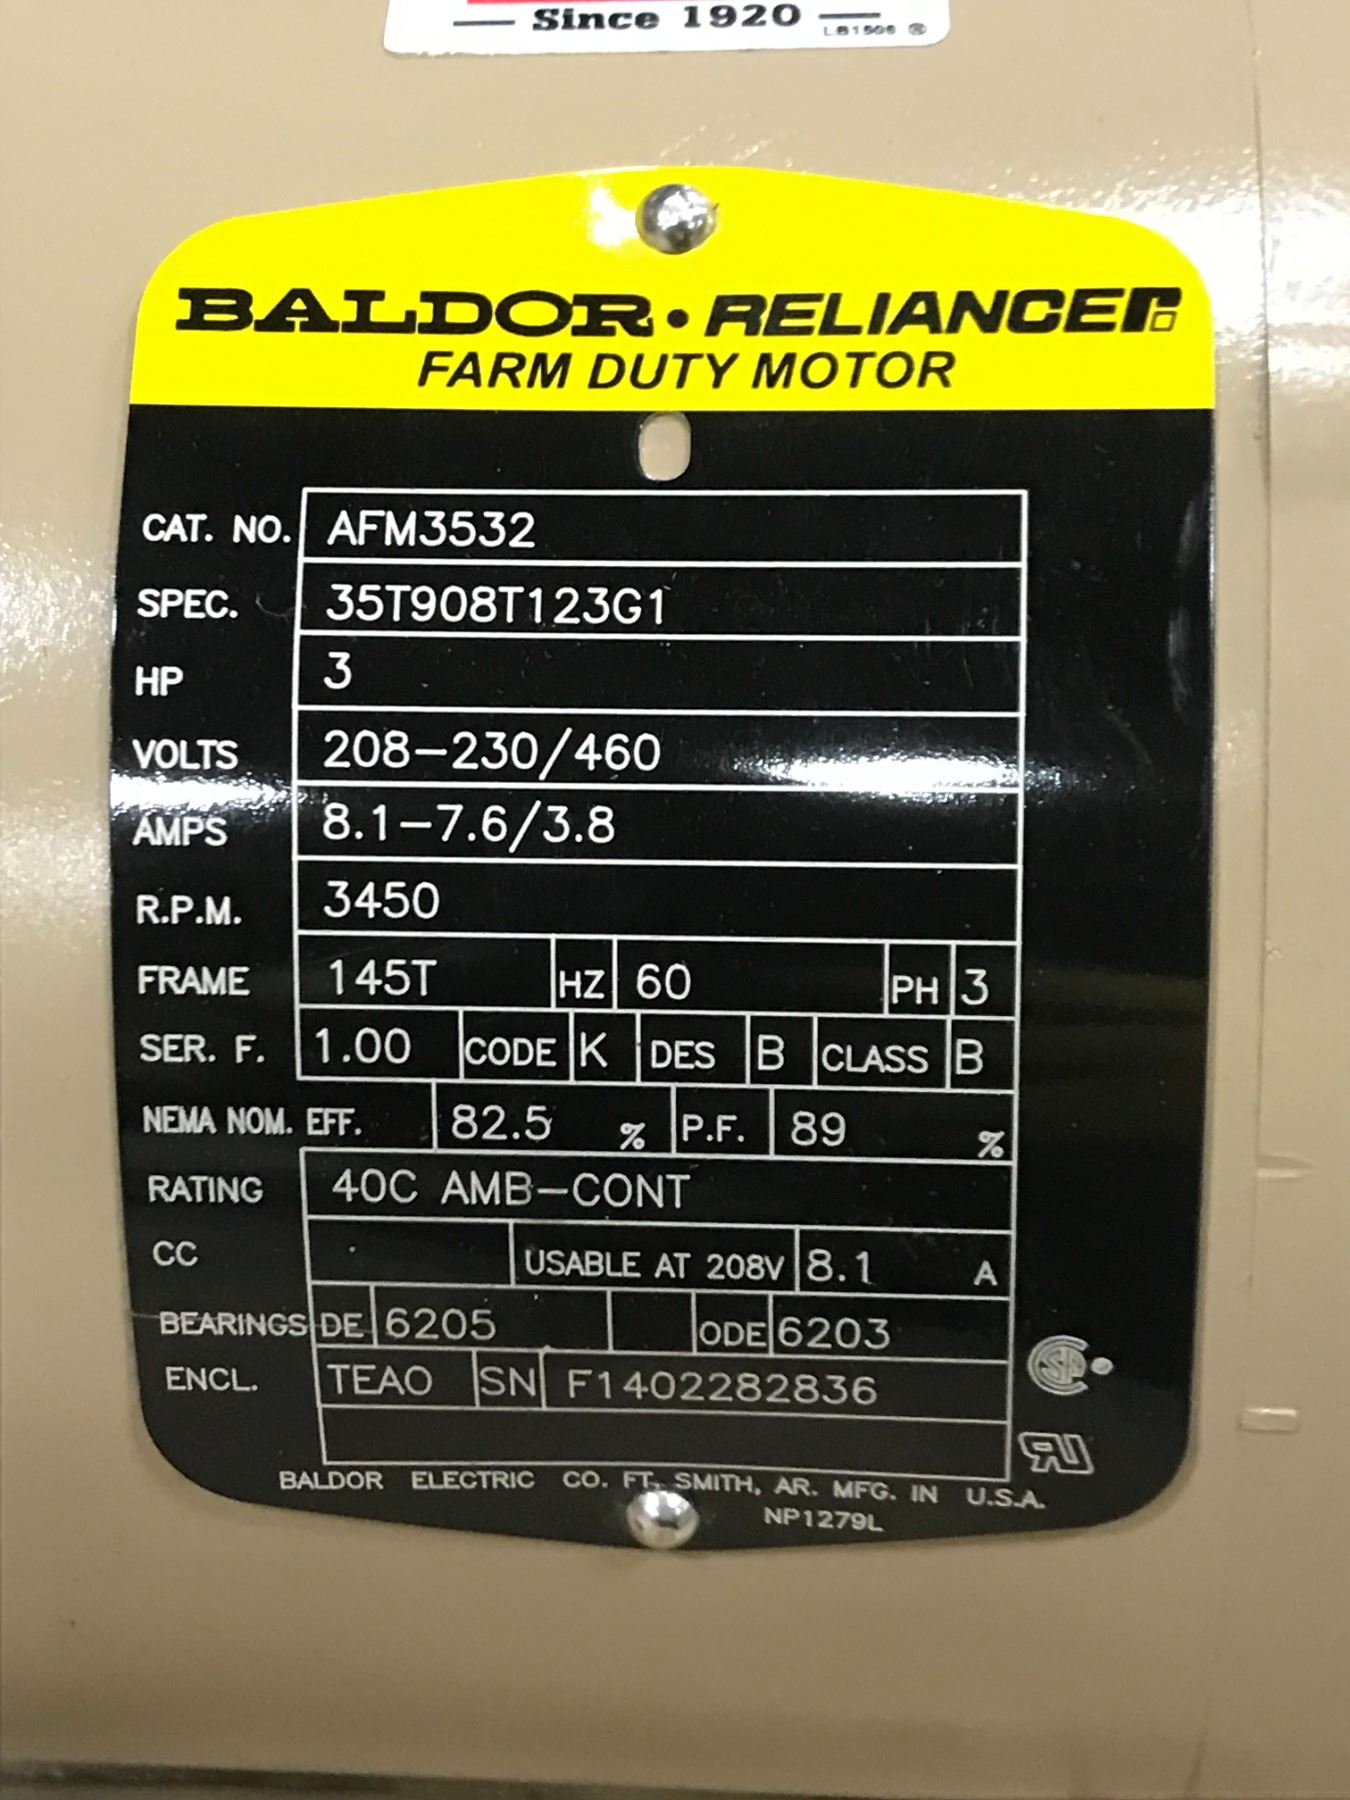 Since 1920
LB1506 ®
BALDOR • RELIANCE
FARM DUTY MOTOR
CAT. NO. AFM3532
SPEC. 35T908T123G1
HP 3
VOLTS 208-230/460
AMPS 8.1-7.6/3.8
R.P.M. 3450
FRAME 145T HZ 60 PH 3
SER. F. 1.00 CODE K DES B CLASS B
NEMA NOM. EFF. 82.5 % P.F. 89 %
RATING 40C AMB-CONT
CC USABLE AT 208V 8.1 A
BEARINGS DE 6205 ODE 6203
ENCL. TEAO SN F1402282836
BALDOR ELECTRIC CO. FT. SMITH, AR. MFG. IN U.S.A.
NP1279L